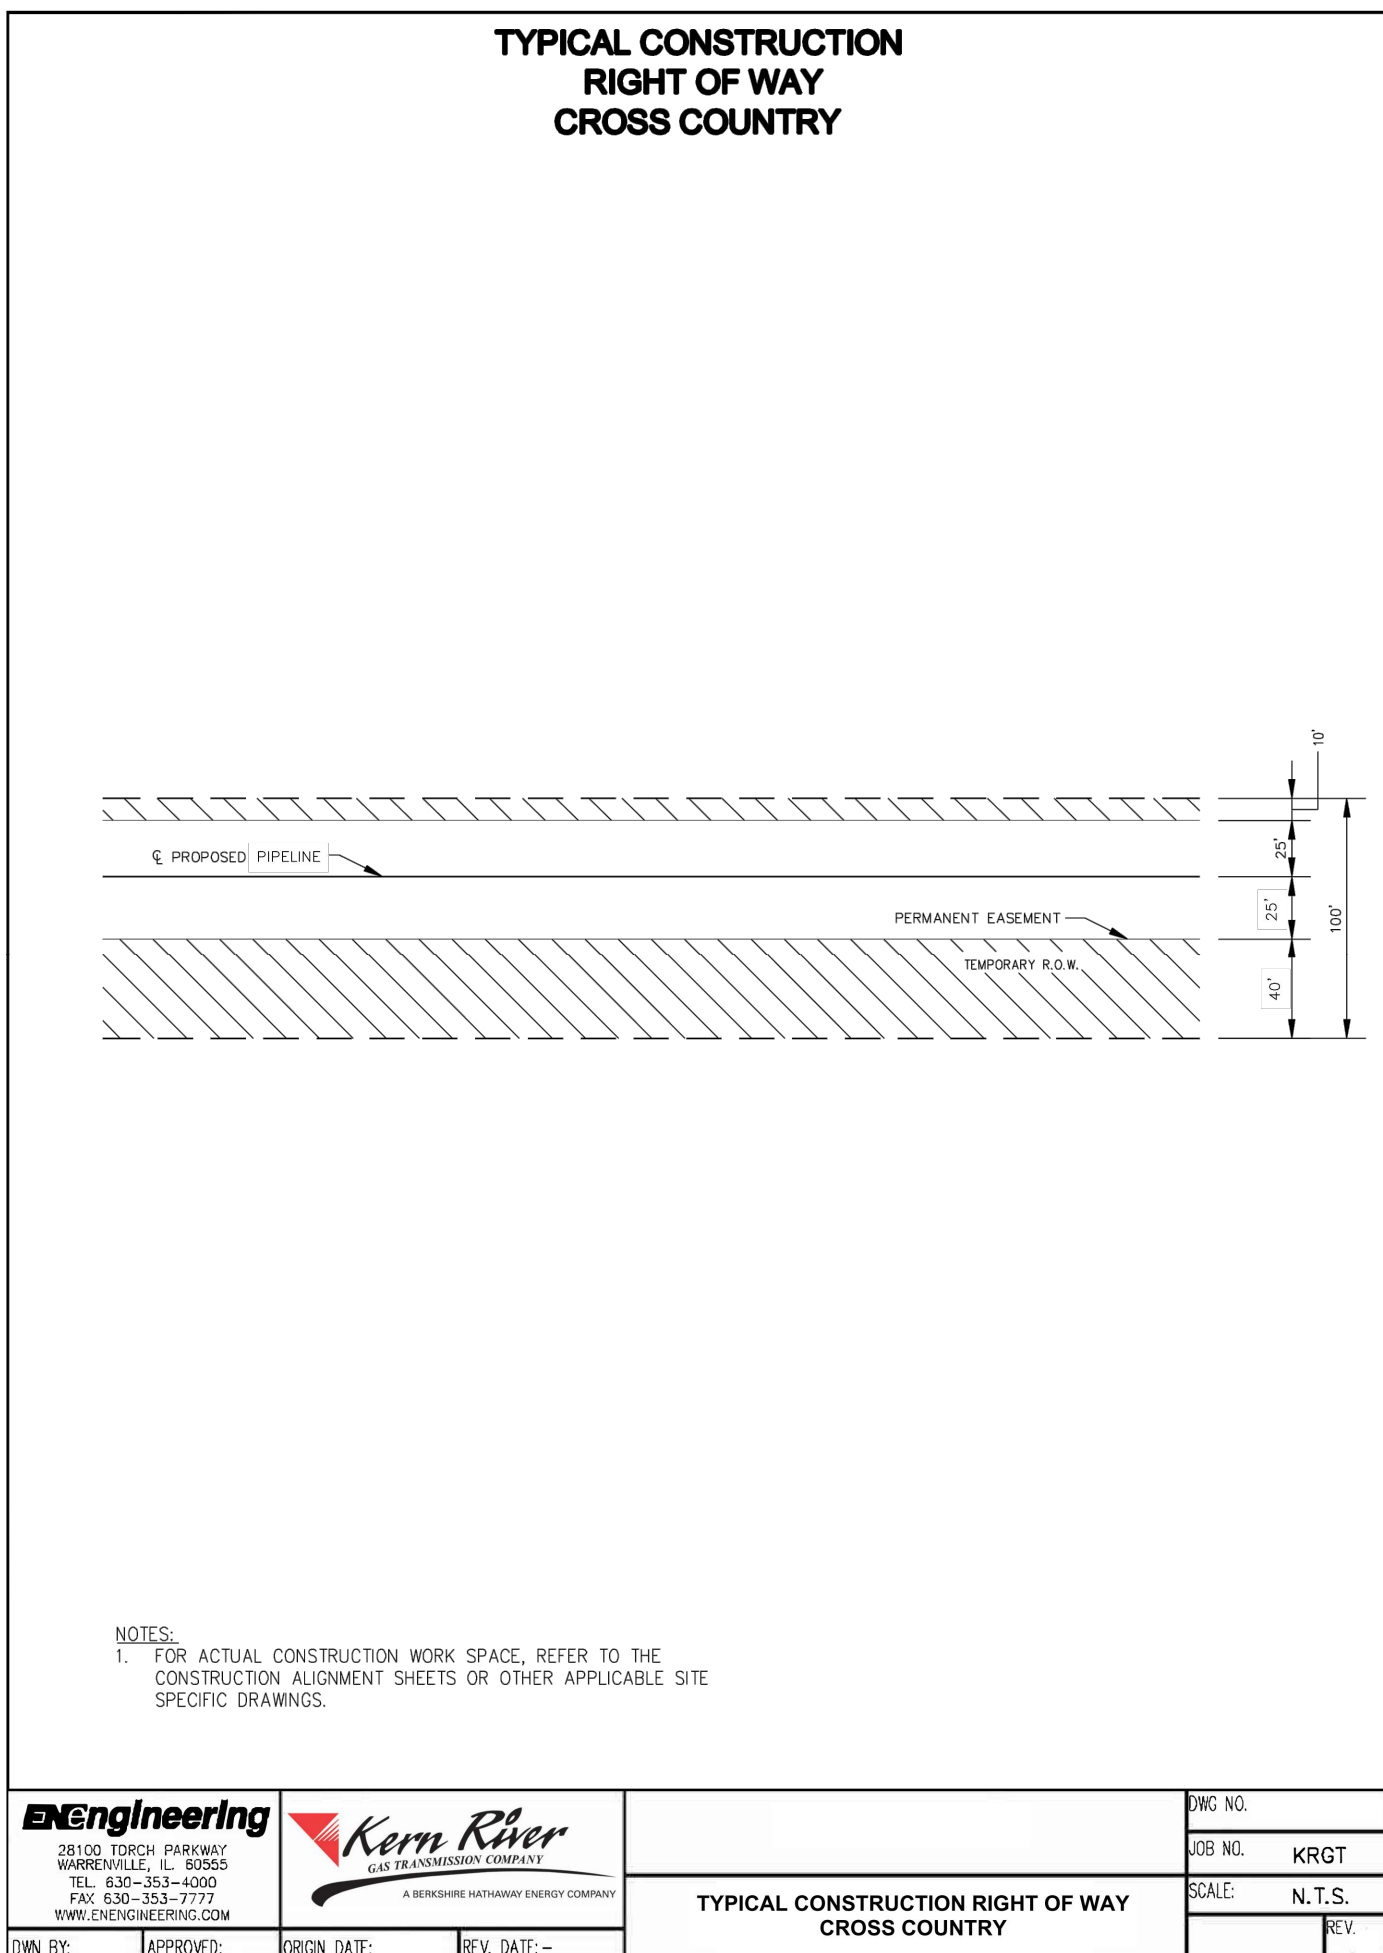 TYPICAL CONSTRUCTION
RIGHT OF WAY
CROSS COUNTRY
10'
25'
℄ PROPOSED PIPELINE
25'
100'
PERMANENT EASEMENT
TEMPORARY R.O.W.
40'
NOTES:
1. FOR ACTUAL CONSTRUCTION WORK SPACE, REFER TO THE
CONSTRUCTION ALIGNMENT SHEETS OR OTHER APPLICABLE SITE
SPECIFIC DRAWINGS.
ENEngineering
28100 TORCH PARKWAY
WARRENVILLE, IL. 60555
TEL. 630-353-4000
FAX 630-353-7777
WWW.ENENGINEERING.COM
Kern River
GAS TRANSMISSION COMPANY
A BERKSHIRE HATHAWAY ENERGY COMPANY
TYPICAL CONSTRUCTION RIGHT OF WAY
CROSS COUNTRY
DWG NO.
JOB NO. KRGT
SCALE: N.T.S.
REV.
DWN BY:
APPROVED:
ORIGIN DATE:
REV. DATE: –